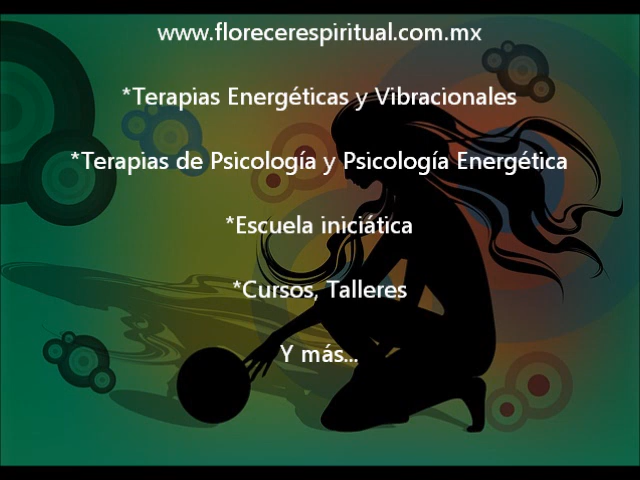 www.florecerespiritual.com.mx
*Terapias Energéticas y Vibracionales
*Terapias de Psicología y Psicología Energética
*Escuela iniciática
*Cursos, Talleres
Y más...